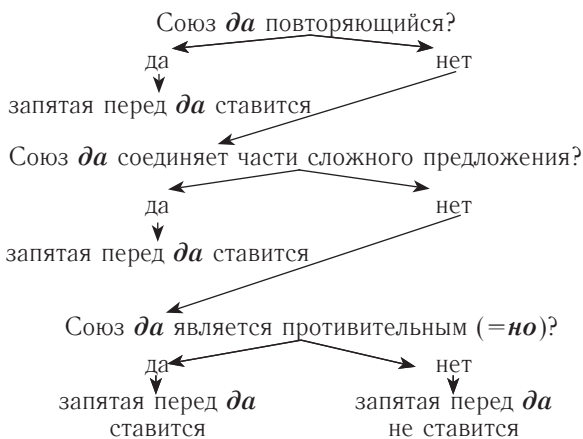 Союз да повторяющийся?
да нет
запятая перед да ставится
Союз да соединяет части сложного предложения?
да нет
запятая перед да ставится
Союз да является противительным (=но)?
да нет
запятая перед да запятая перед да
ставится не ставится